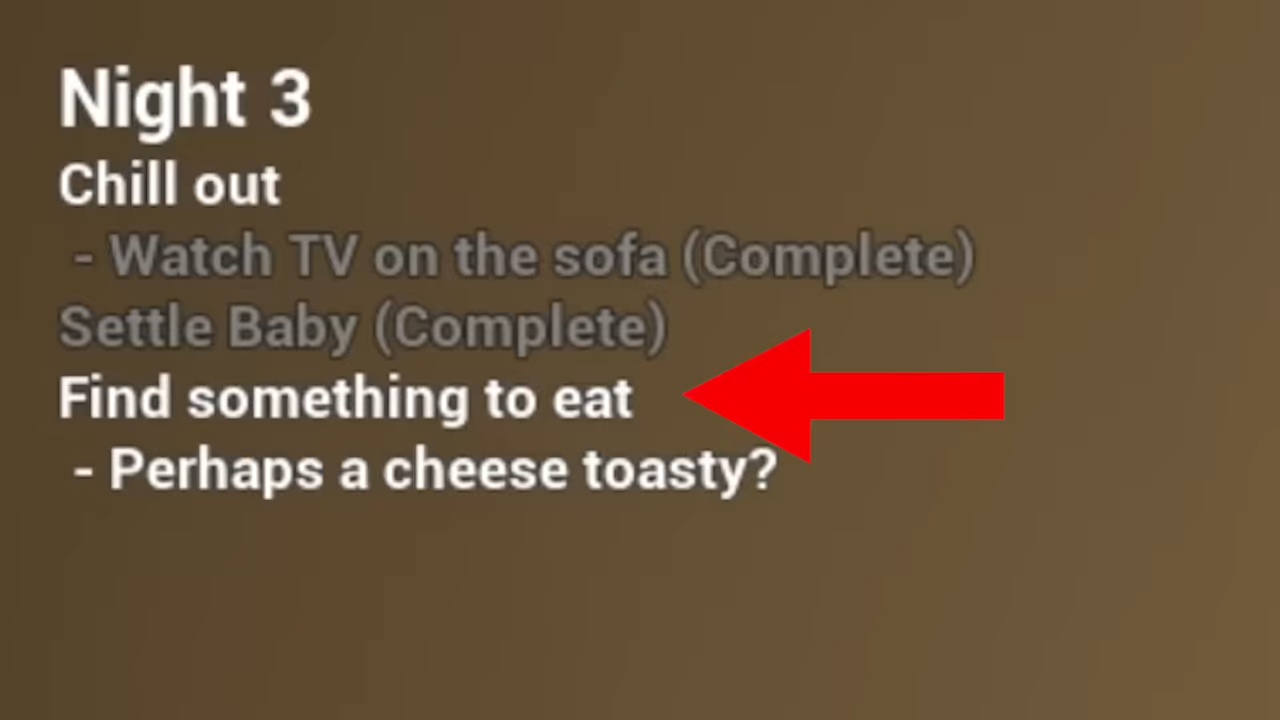 Night 3
Chill out
- Watch TV on the sofa (Complete)
Settle Baby (Complete)
Find something to eat
- Perhaps a cheese toasty?